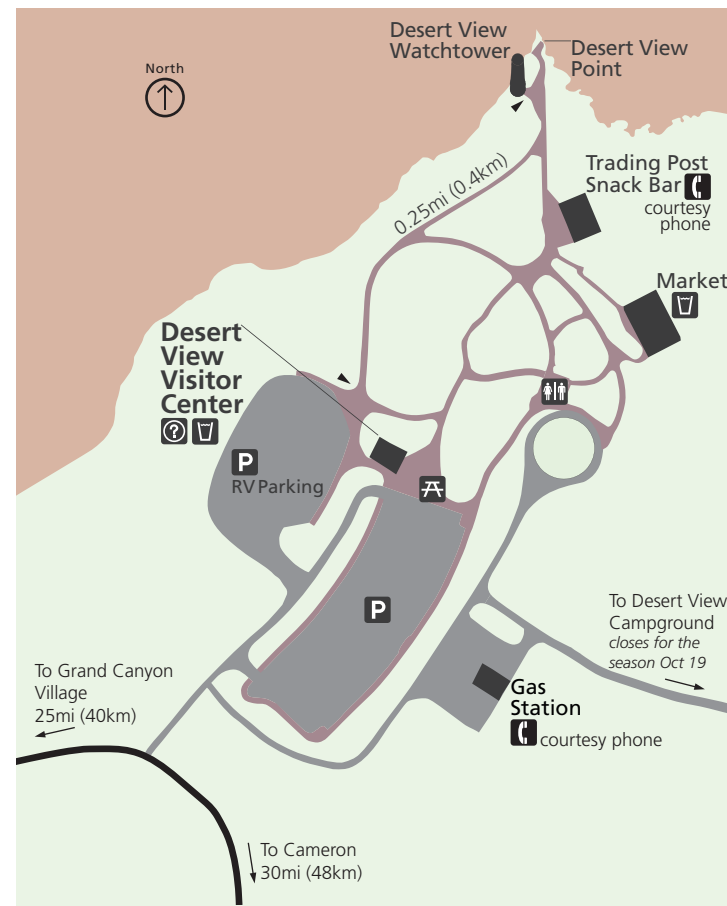 Desert View
Watchtower
Desert View
Point
North
Trading Post
Snack Bar
courtesy
phone
0.25mi (0.4km)
Market
Desert
View
Visitor
Center
?
P
RV Parking
P
To Desert View
Campground
closes for the
season Oct 19
To Grand Canyon
Village
25mi (40km)
Gas
Station
courtesy phone
To Cameron
30mi (48km)